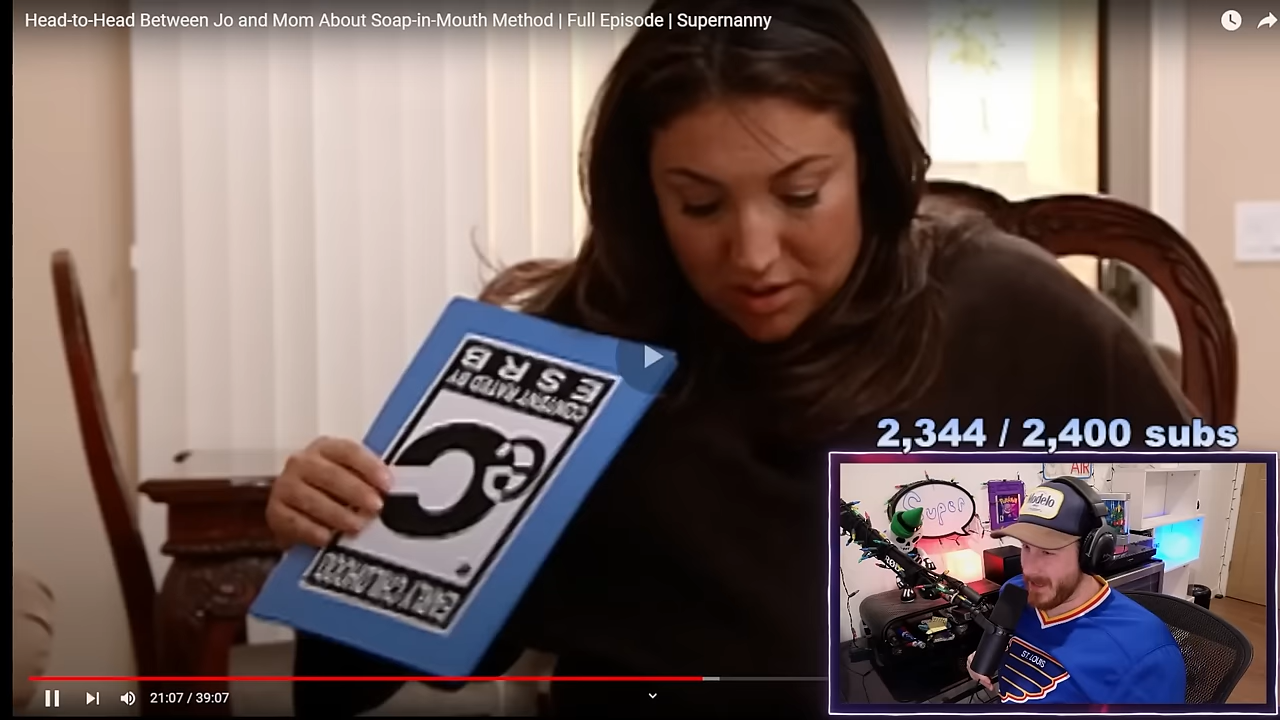 Head-to-Head Between Jo and Mom About Soap-in-Mouth Method | Full Episode | Supernanny
ESRB
CONTENT RATED BY
eC
EARLY CHILDHOOD
2,344 / 2,400 subs
AIR
Super
Modelo
ST. LOUIS
21:07 / 39:07